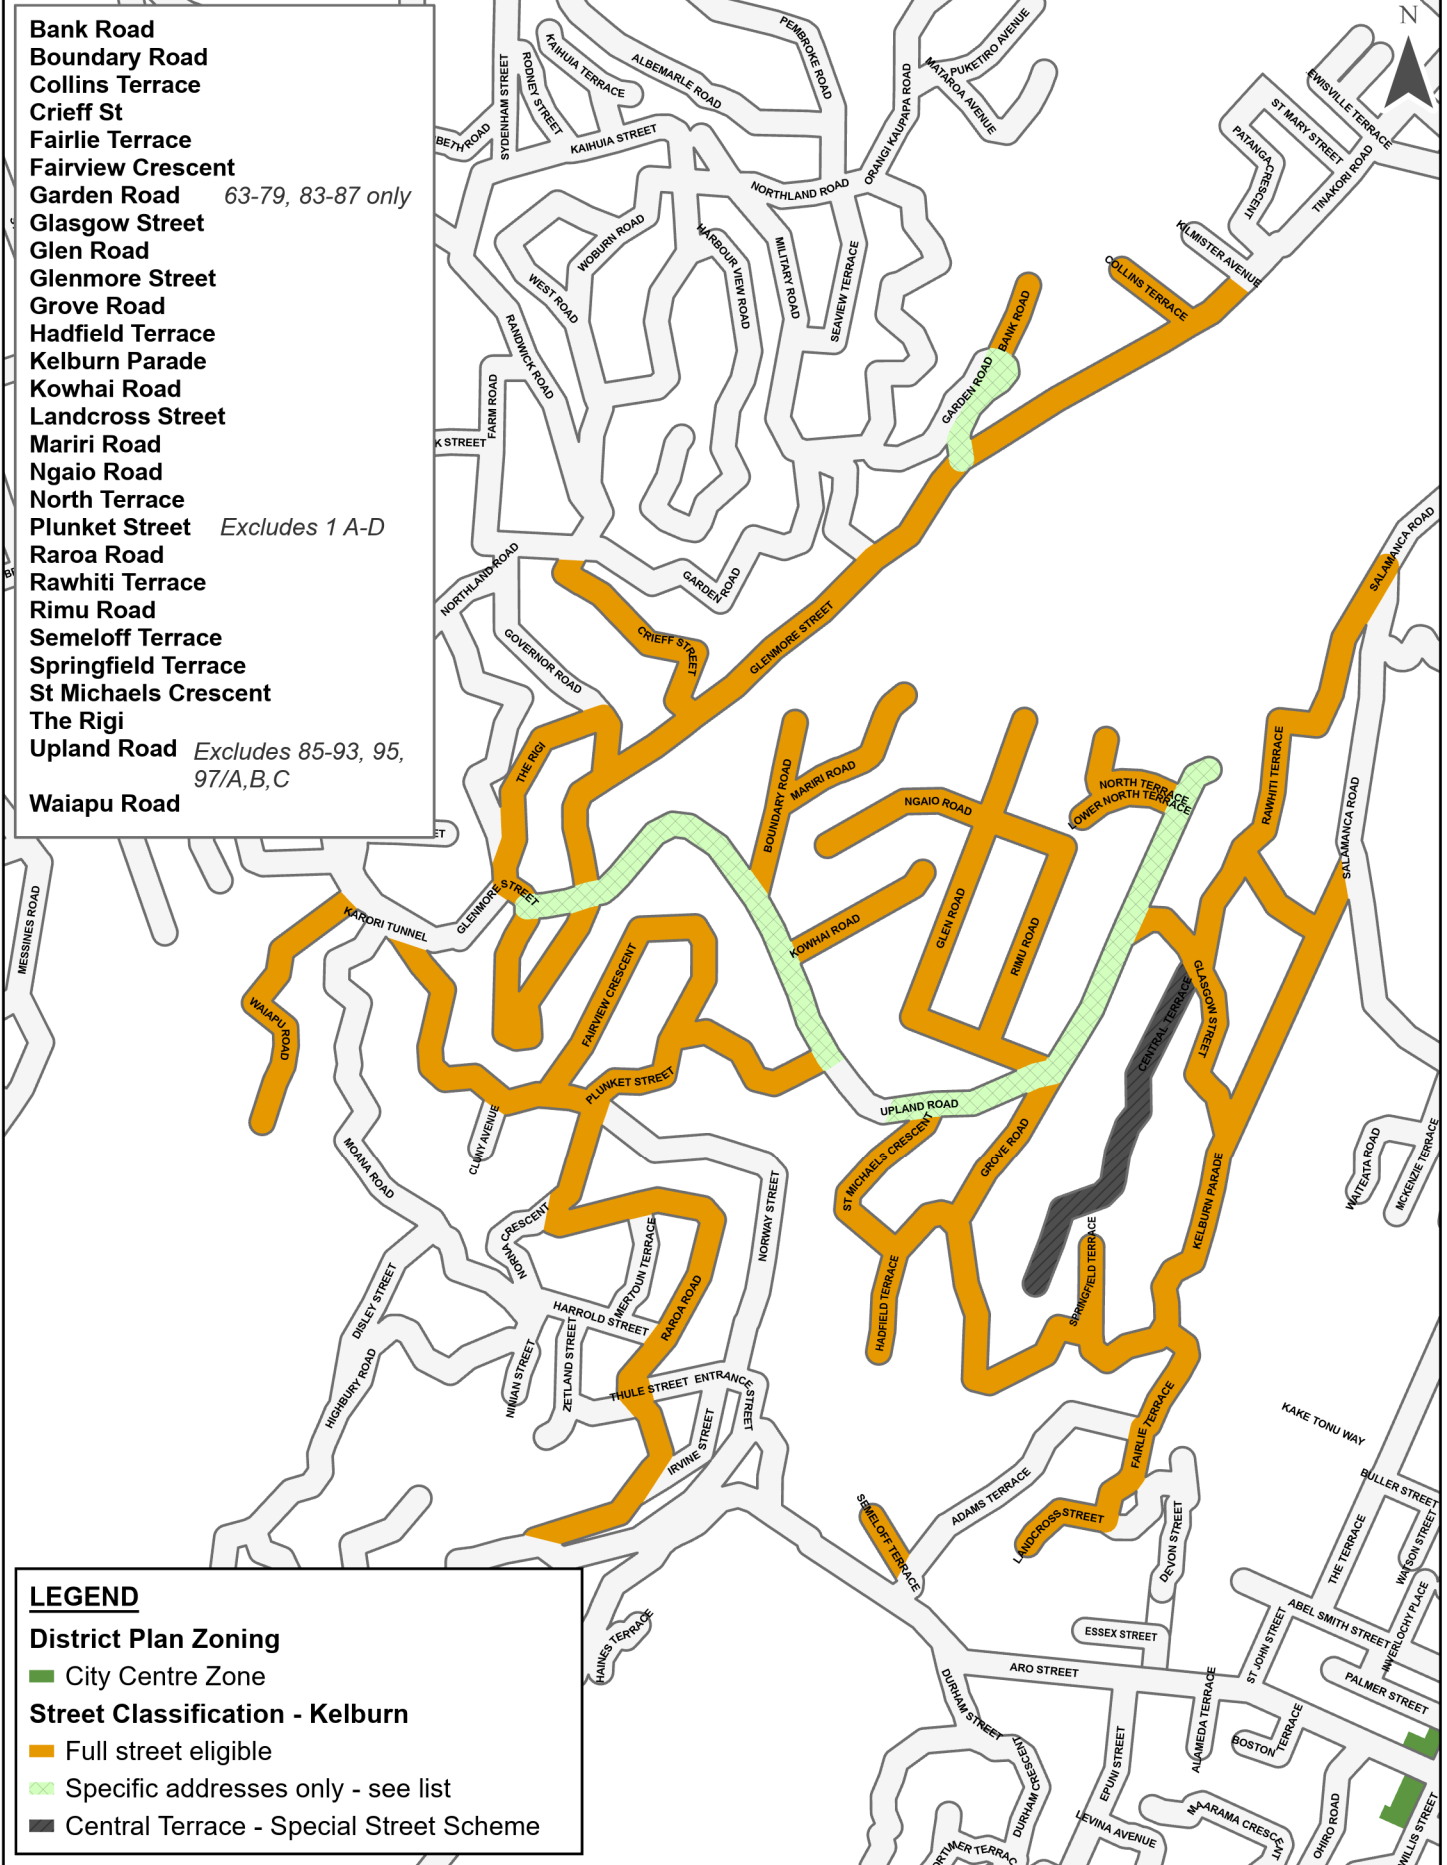 Bank Road
Boundary Road
Collins Terrace
Crieff St
Fairlie Terrace
Fairview Crescent
Garden Road 63-79, 83-87 only
Glasgow Street
Glen Road
Glenmore Street
Grove Road
Hadfield Terrace
Kelburn Parade
Kowhai Road
Landcross Street
Mariri Road
Ngaio Road
North Terrace
Plunket Street Excludes 1 A-D
Raroa Road
Rawhiti Terrace
Rimu Road
Semeloff Terrace
Springfield Terrace
St Michaels Crescent
The Rigi
Upland Road Excludes 85-93, 95,
97/A,B,C
Waiapu Road
N
KAIHUIA TERRACE
RODNEY STREET
SYDENHAM STREET
ALBEMARLE ROAD
PEMBROKE ROAD
ORANGI KAUPAPA ROAD
MATAROA AVENUE
PUKETIRO AVENUE
EWISVILLE TERRACE
ST MARY STREET
PATANGA CRESCENT
TINAKORI ROAD
BETH ROAD
KAIHUIA STREET
NORTHLAND ROAD
KILMISTER AVENUE
COLLINS TERRACE
WOBURN ROAD
WEST ROAD
HARBOUR VIEW ROAD
MILITARY ROAD
SEAVIEW TERRACE
BANK ROAD
GARDEN ROAD
RANDWICK ROAD
FARM ROAD
K STREET
NORTHLAND ROAD
GARDEN ROAD
SALAMANCA ROAD
GOVERNOR ROAD
CRIEFF STREET
GLENMORE STREET
THE RIGI
BOUNDARY ROAD
MARIRI ROAD
NGAIO ROAD
NORTH TERRACE
LOWER NORTH TERRACE
RAWHITI TERRACE
SALAMANCA ROAD
ET
MESSINES ROAD
KARORI TUNNEL
GLENMORE STREET
KOWHAI ROAD
GLEN ROAD
RIMU ROAD
FAIRVIEW CRESCENT
WAIAPU ROAD
GLASGOW STREET
CENTRAL TERRACE
PLUNKET STREET
UPLAND ROAD
CLUNY AVENUE
MOANA ROAD
ST MICHAELS CRESCENT
GROVE ROAD
WAITEATA ROAD
MCKENZIE TERRACE
KELBURN PARADE
NORNA CRESCENT
NORWAY STREET
MERTOUN TERRACE
HADFIELD TERRACE
SPRINGFIELD TERRACE
DISLEY STREET
HARROLD STREET
RAROA ROAD
HIGHBURY ROAD
NINIAN STREET
ZETLAND STREET
THULE STREET
ENTRANCE STREET
IRVINE STREET
FAIRLIE TERRACE
KAKE TONU WAY
SEMELOFF TERRACE
ADAMS TERRACE
LANDCROSS STREET
DEVON STREET
BULLER STREET
WATSON STREET
THE TERRACE
HAINES TERRACE
ESSEX STREET
ARO STREET
ABEL SMITH STREET
ST JOHN STREET
INVERLOCHY PLACE
PALMER STREET
DURHAM STREET
DURHAM CRESCENT
EPUNI STREET
ALAMEDA TERRACE
BOSTON TERRACE
LEVINA AVENUE
OHIRO ROAD
WILLIS STREET
LEGEND
District Plan Zoning
City Centre Zone
Street Classification - Kelburn
Full street eligible
Specific addresses only - see list
Central Terrace - Special Street Scheme